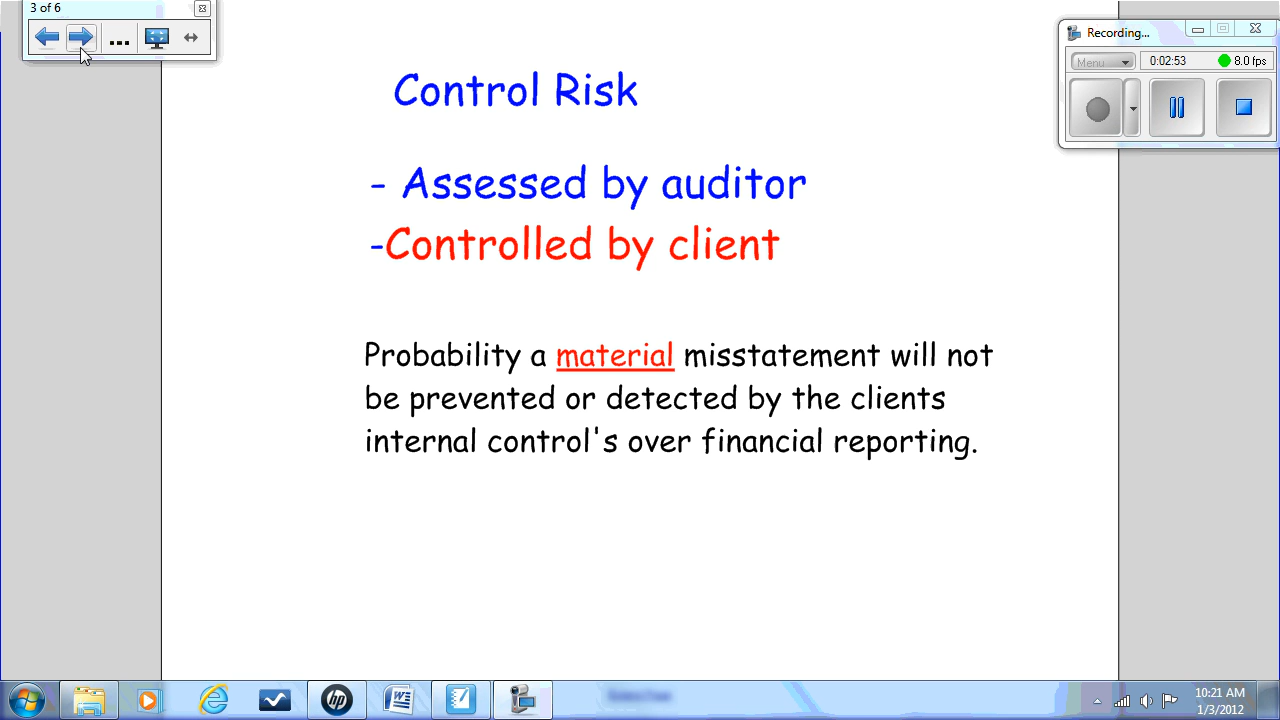 3 of 6
...
Recording...
Menu
0:02:53
8.0 fps
Control Risk
- Assessed by auditor
-Controlled by client
Probability a material misstatement will not
be prevented or detected by the clients
internal control's over financial reporting.
hp
W
10:21 AM
1/3/2012